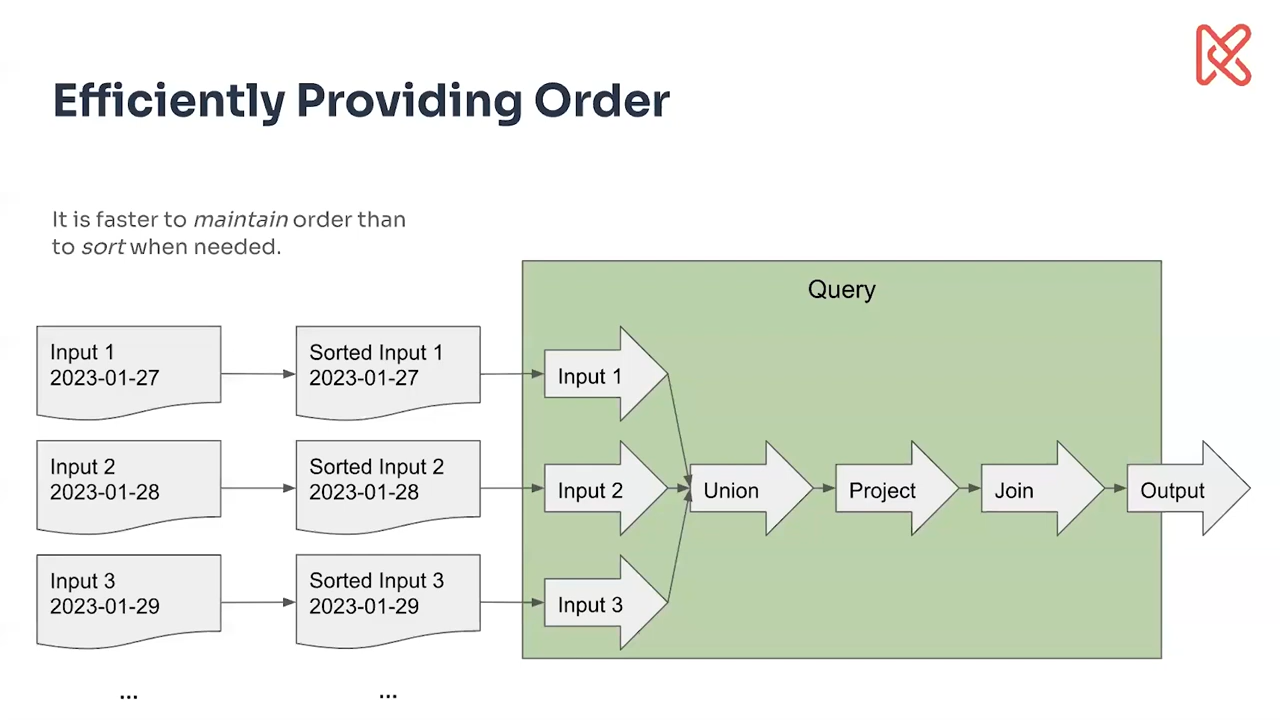 Efficiently Providing Order
It is faster to maintain order than
to sort when needed.
Query
Input 1
2023-01-27
Sorted Input 1
2023-01-27
Input 1
Input 2
2023-01-28
Sorted Input 2
2023-01-28
Input 2
Union
Project
Join
Output
Input 3
2023-01-29
Sorted Input 3
2023-01-29
Input 3
...
...